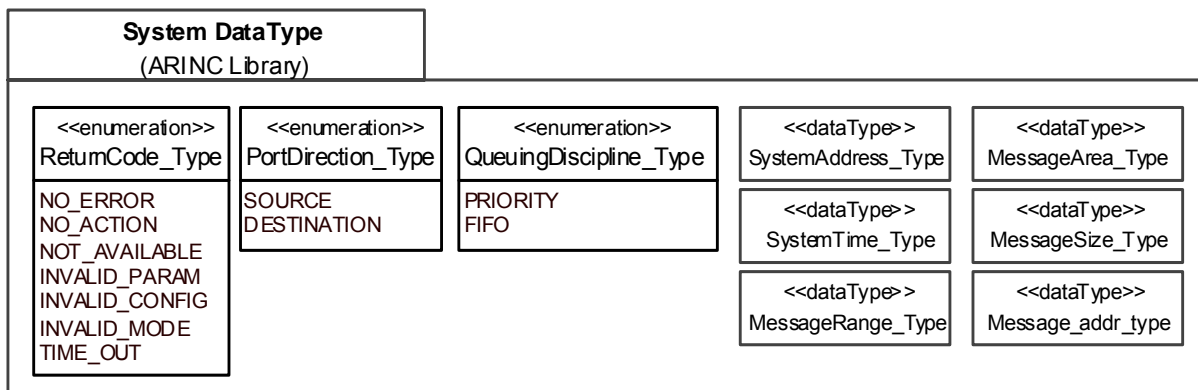 System DataType
(ARINC Library)
<<enumeration>>
ReturnCode_Type
NO_ERROR
NO_ACTION
NOT_AVAILABLE
INVALID_PARAM
INVALID_CONFIG
INVALID_MODE
TIME_OUT
<<enumeration>>
PortDirection_Type
SOURCE
DESTINATION
<<enumeration>>
QueuingDiscipline_Type
PRIORITY
FIFO
<<dataType>>
SystemAddress_Type
<<dataType>>
MessageArea_Type
<<dataType>>
SystemTime_Type
<<dataType>>
MessageSize_Type
<<dataType>>
MessageRange_Type
<<dataType>>
Message_addr_type